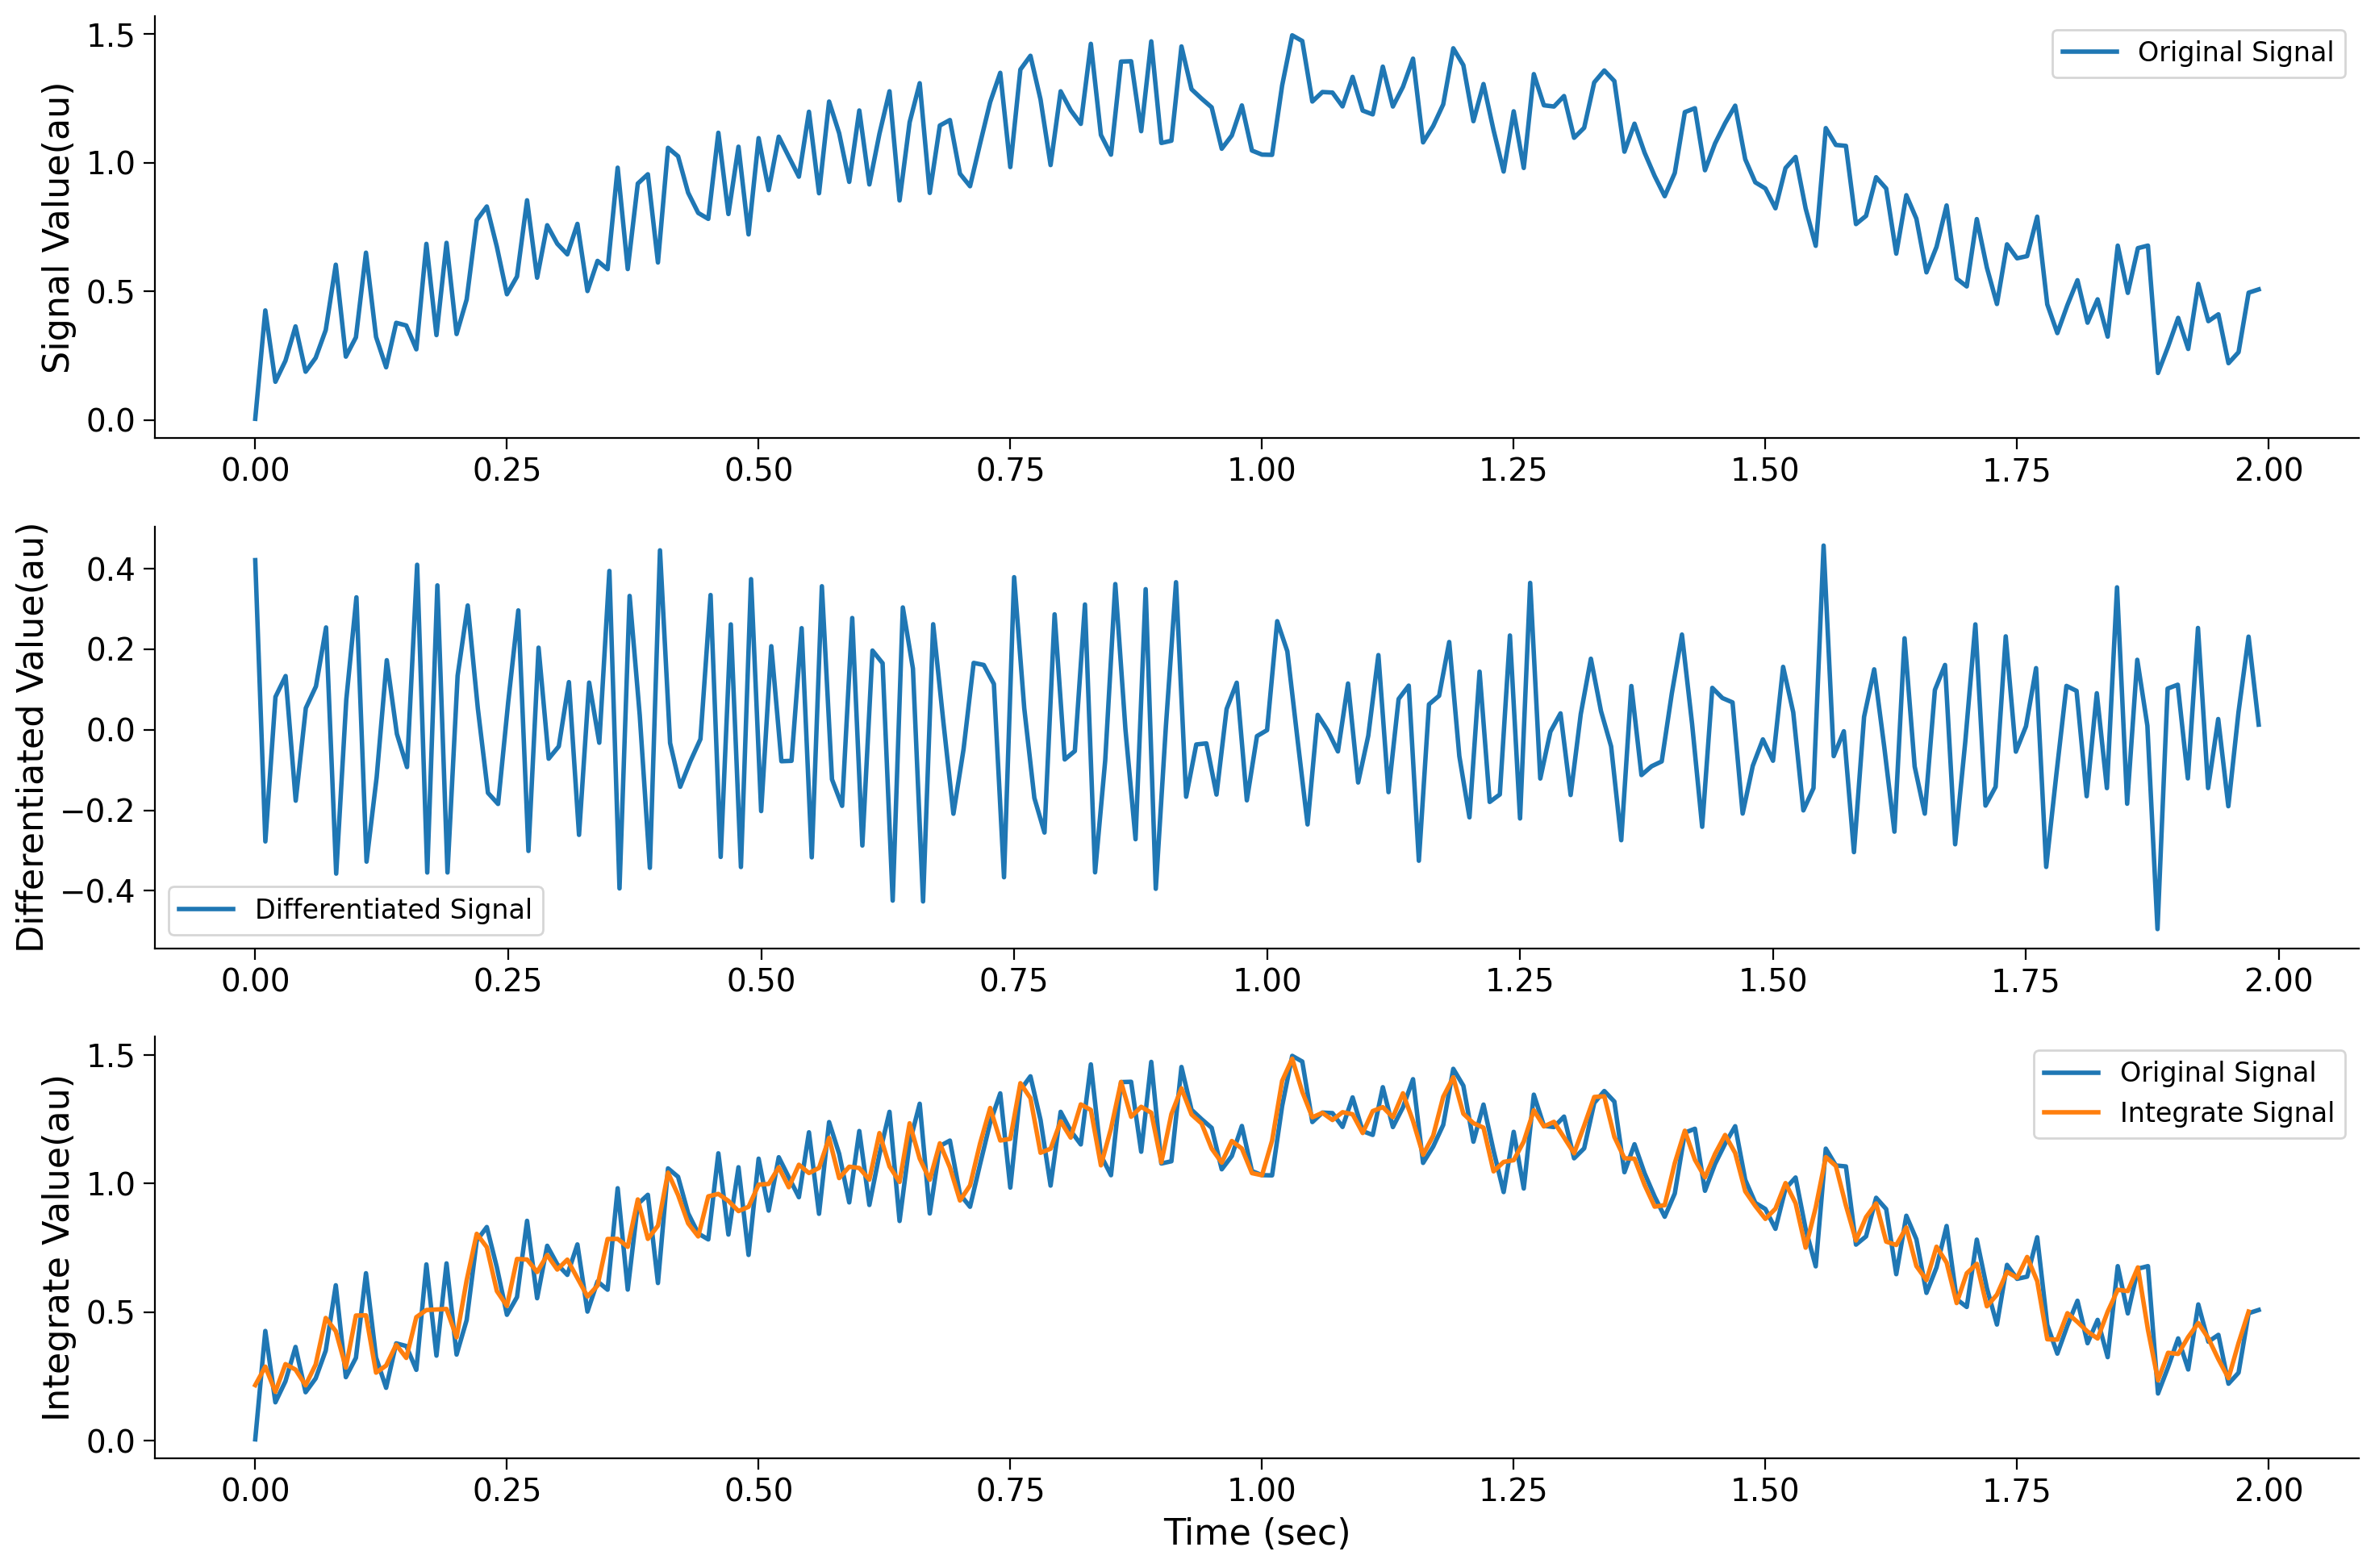 Signal Value(au)
1.5
1.0
0.5
0.0
Original Signal
0.00 0.25 0.50 0.75 1.00 1.25 1.50 1.75 2.00
Differentiated Value(au)
0.4
0.2
0.0
−0.2
−0.4
Differentiated Signal
0.00 0.25 0.50 0.75 1.00 1.25 1.50 1.75 2.00
Integrate Value(au)
1.5
1.0
0.5
0.0
Original Signal
Integrate Signal
0.00 0.25 0.50 0.75 1.00 1.25 1.50 1.75 2.00
Time (sec)